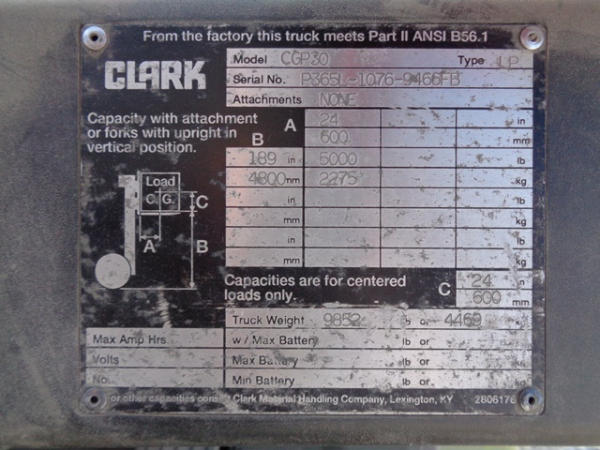 From the factory this truck meets Part II ANSI B56.1
CLARK
Model CGP30 Type LP
Serial No. P365L-1076-9466FB
Attachments NONE
Capacity with attachment
or forks with upright in
vertical position.
A 24 in
B 600 mm
189 in 5000 lb
4800 mm 2275 kg
in lb
mm kg
in lb
mm kg
Load
C. G.
C
A
B
Capacities are for centered
loads only.
C 24 in
600 mm
Truck Weight 9852 lb or 4469
Max Amp Hrs. w / Max Battery lb or
Volts Max lb or
No. Min Battery lb or kg
or other capacities Clark Material Handling Company, Lexington, KY 2806176